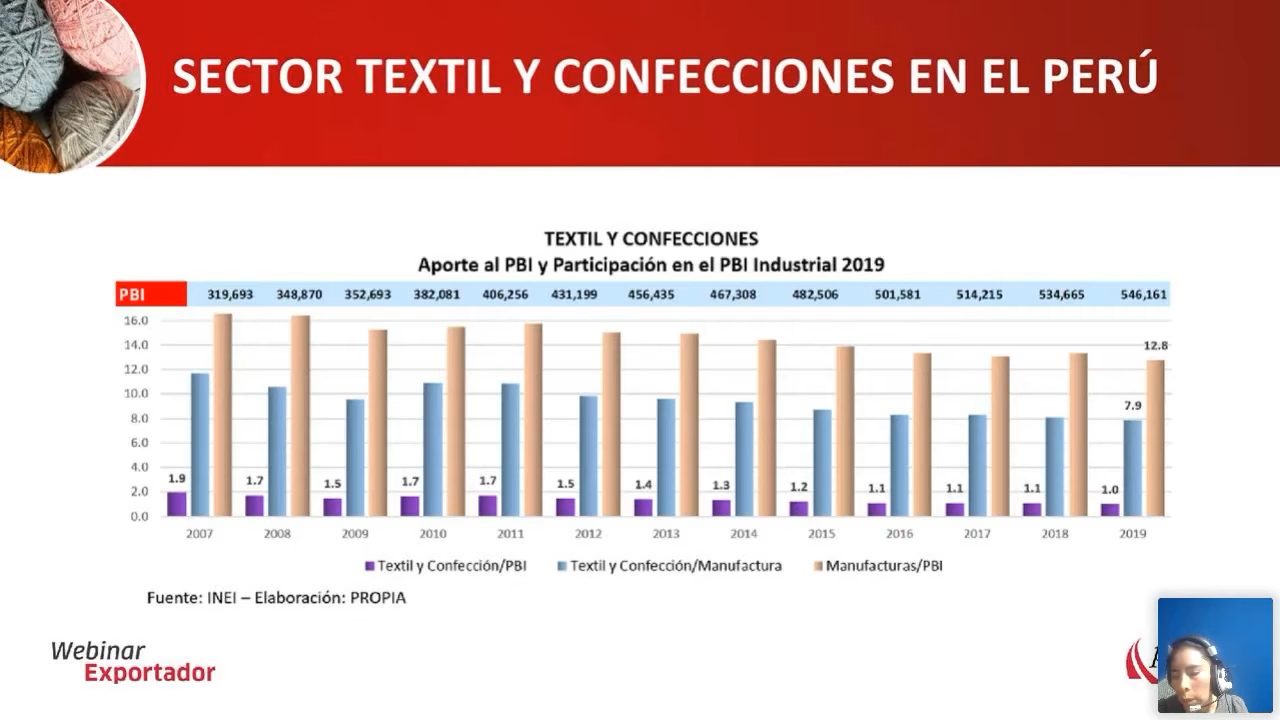 SECTOR TEXTIL Y CONFECCIONES EN EL PERÚ
TEXTIL Y CONFECCIONES
Aporte al PBI y Participación en el PBI Industrial 2019
PBI 319,693 348,870 352,693 382,081 406,256 431,199 456,435 467,308 482,506 501,581 514,215 534,665 546,161
16.0
14.0
12.0
10.0
8.0
6.0
4.0
2.0
0.0
1.9 1.7 1.5 1.7 1.7 1.5 1.4 1.3 1.2 1.1 1.1 1.1 1.0
7.9
12.8
2007 2008 2009 2010 2011 2012 2013 2014 2015 2016 2017 2018 2019
Textil y Confección/PBI Textil y Confección/Manufactura Manufacturas/PBI
Fuente: INEI – Elaboración: PROPIA
Webinar
Exportador